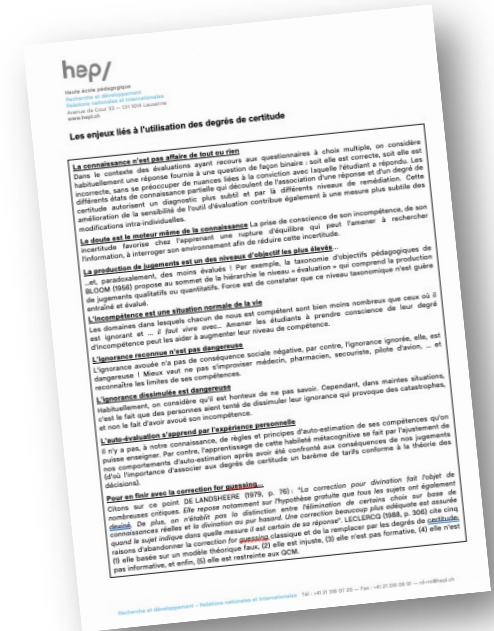 hep/
Haute école pédagogique
Recherche et développement
Relations nationales et internationales
Avenue de Cour 33 — CH 1014 Lausanne
www.hepl.ch
Les enjeux liés à l'utilisation des degrés de certitude
La connaissance n'est pas affaire de tout ou rien
Dans le contexte des évaluations ayant recours aux questionnaires à choix multiple, on considère
habituellement une réponse fournie à une question de façon binaire : soit elle est correcte, soit elle est
incorrecte, sans se préoccuper de nuances liées à la conviction avec laquelle l'étudiant a répondu. Les
différents états de connaissance partielle qui découlent de l'association d'une réponse et d'un degré de
certitude autorisent un diagnostic plus subtil et par là différents niveaux de remédiation. Cette
amélioration de la sensibilité de l'outil d'évaluation contribue également à une mesure plus subtile des
modifications intra-individuelles.
Le doute est le moteur même de la connaissance La prise de conscience de son incompétence, de son
incertitude favorise chez l'apprenant une rupture d'équilibre qui peut l'amener à rechercher
l'information, à interroger son environnement afin de réduire cette incertitude.
La production de jugements est un des niveaux d'objectif les plus élevés...
...et, paradoxalement, des moins évalués ! Par exemple, la taxonomie d'objectifs pédagogiques de
BLOOM (1956) propose au sommet de la hiérarchie le niveau « évaluation » qui comprend la production
de jugements qualitatifs ou quantitatifs. Force est de constater que ce niveau taxonomique n'est guère
entraîné et évalué.
L'incompétence est une situation normale de la vie
Les domaines dans lesquels chacun de nous est compétent sont bien moins nombreux que ceux où il
est ignorant et ... il faut vivre avec... Amener les étudiants à prendre conscience de leur degré
d'incompétence peut les aider à augmenter leur niveau de compétence.
L'ignorance reconnue n'est pas dangereuse
L'ignorance avouée n'a pas de conséquence sociale négative, par contre, l'ignorance ignorée, elle, est
dangereuse ! Mieux vaut ne pas s'improviser médecin, pharmacien, secouriste, pilote d'avion, ... et
reconnaître les limites de ses compétences.
L'ignorance dissimulée est dangereuse
Habituellement, on considère qu'il est honteux de ne pas savoir. Cependant, dans maintes situations,
c'est le fait que des personnes aient tenté de dissimuler leur ignorance qui provoque des catastrophes,
et non le fait d'avoir avoué son incompétence.
L'auto-évaluation s'apprend par l'expérience personnelle
Il n'y a pas, à notre connaissance, de règles et principes d'auto-estimation de ses compétences qu'on
puisse enseigner. Par contre, l'apprentissage de cette habileté métacognitive se fait par l'ajustement de
nos comportements d'auto-estimation après avoir été confronté aux conséquences de nos jugements
(d'où l'importance d'associer aux degrés de certitude un barème de tarifs conforme à la théorie des
décisions).
Pour en finir avec la correction for guessing...
Citons sur ce point DE LANDSHEERE (1979, p. 76) : "La correction pour divination fait l'objet de
nombreuses critiques. Elle repose notamment sur l'hypothèse gratuite que tous les sujets ont également
deviné. De plus, on n'établit pas la distinction entre l'élimination de certains choix sur base de
connaissances réelles et la divination au pur hasard. Une correction beaucoup plus adéquate est assurée
quand le sujet indique dans quelle mesure il est certain de sa réponse". LECLERCQ (1988, p. 306) cite cinq
raisons d'abandonner la correction for guessing classique et de la remplacer par les degrés de certitude.
(1) elle est basée sur un modèle théorique faux, (2) elle est injuste, (3) elle n'est pas formative, (4) elle n'est
pas informative, et enfin, (5) elle est restreinte aux QCM.
Recherche et développement – Relations nationales et internationales Tél : +41 21 316 07 25 — Fax : +41 21 316